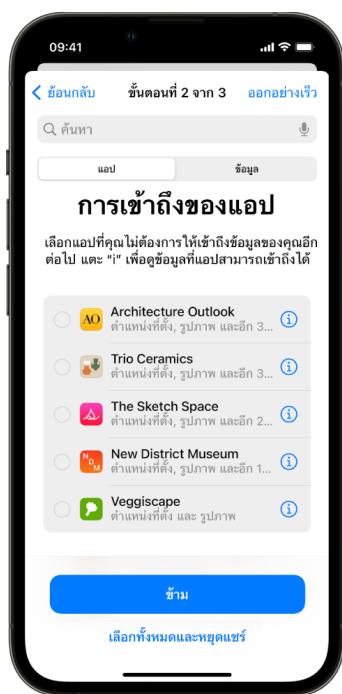 09:41
ย้อนกลับ ขั้นตอนที่ 2 จาก 3 ออกอย่างเร็ว
ค้นหา
แอป ข้อมูล
การเข้าถึงของแอป
เลือกแอปที่คุณไม่ต้องการให้เข้าถึงข้อมูลของคุณอีก
ต่อไป แตะ “i” เพื่อดูข้อมูลที่แอปสามารถเข้าถึงได้
AO
Architecture Outlook
ตำแหน่งที่ตั้ง, รูปภาพ และอีก 3...
Trio Ceramics
ตำแหน่งที่ตั้ง, รูปภาพ และอีก 3...
The Sketch Space
ตำแหน่งที่ตั้ง, รูปภาพ และอีก 2...
NDM
New District Museum
ตำแหน่งที่ตั้ง, รูปภาพ และอีก 1...
Veggiscape
ตำแหน่งที่ตั้ง และ รูปภาพ
ข้าม
เลือกทั้งหมดและหยุดแชร์